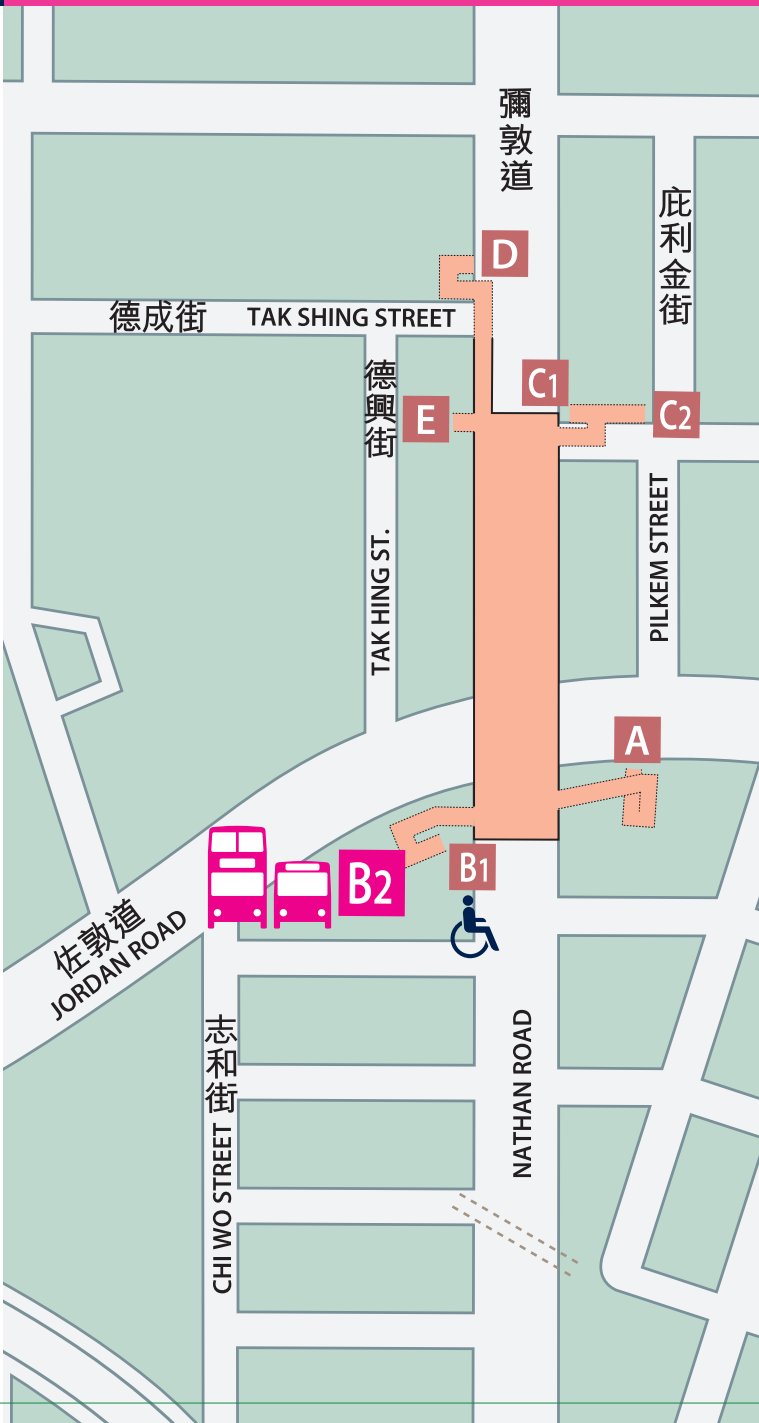 彌敦道
庇利金街
D
德成街 TAK SHING STREET
德興街
C1
C2
E
TAK HING ST.
PILKEM STREET
A
B2
B1
佐敦道
JORDAN ROAD
志和街
CHI WO STREET
NATHAN ROAD